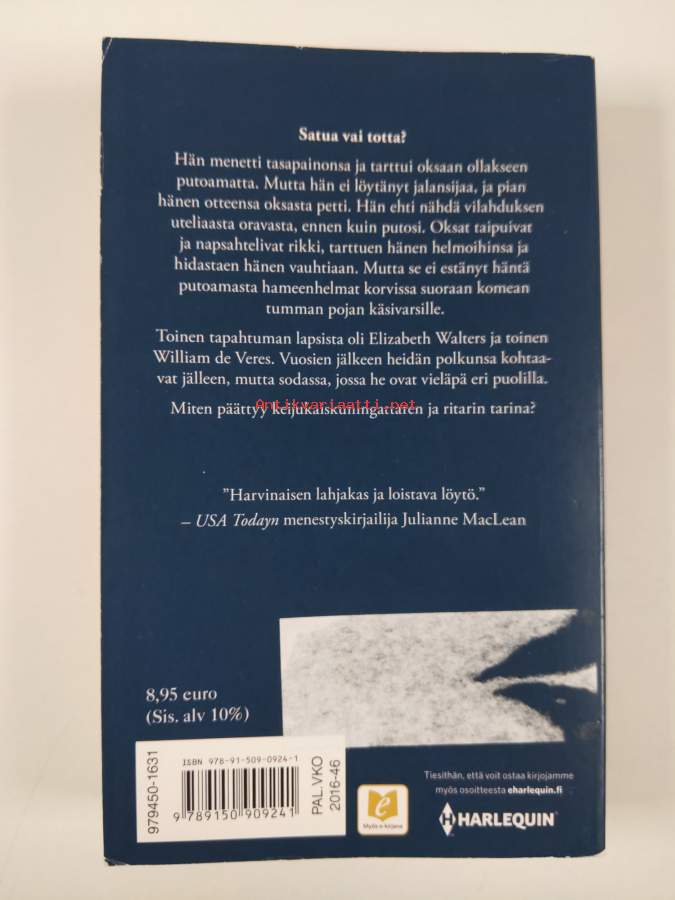 Satua vai totta?
Hän menetti tasapainonsa ja tarttui oksaan ollakseen
putoamatta. Mutta hän ei löytänyt jalansijaa, ja pian
hänen otteensa oksasta petti. Hän ehti nähdä vilahduksen
uteliaasta oravasta, ennen kuin putosi. Oksat taipuivat
ja napsahtelivat rikki, tarttuen hänen helmoihinsa ja
hidastaen hänen vauhtiaan. Mutta se ei estänyt häntä
putoamasta hameenhelmat korvissa suoraan komean
tumman pojan käsivarsille.
Toinen tapahtuman lapsista oli Elizabeth Walters ja toinen
William de Veres. Vuosien jälkeen heidän polkunsa kohtaa-
vat jälleen, mutta sodassa, jossa he ovat vieläpä eri puolilla.
Miten päättyy keijukaiskuningattaren ja ritarin tarina?
Antikvariaatti.net
”Harvinaisen lahjakas ja loistava löytö.”
– USA Todayn menestyskirjailija Julianne MacLean
8,95 euro
(Sis. alv 10%)
979450-1631
ISBN 978-91-509-0924-1
9 789150 909241
PAL.VKO
2016-46
e
Myös e-kirjana
Tiesithän, että voit ostaa kirjojamme
myös osoitteesta eharlequin.fi
HARLEQUIN